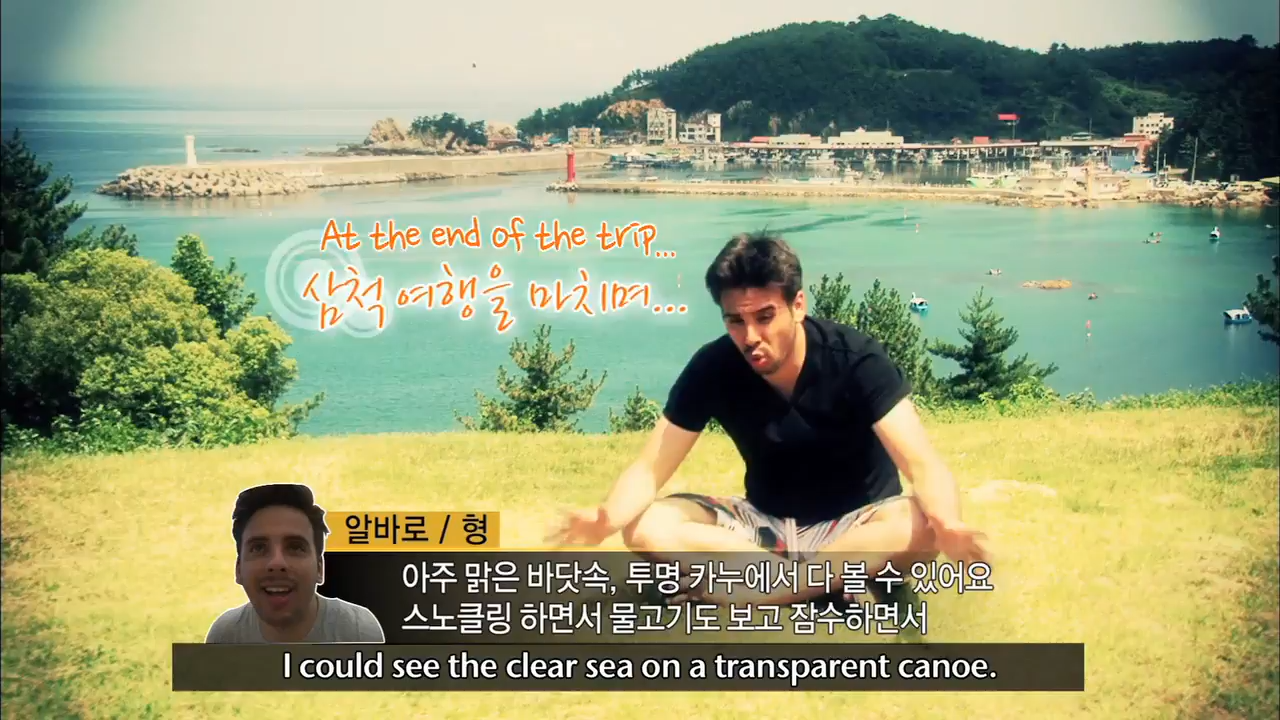 At the end of the trip...
삼척 여행을 마치며...
알바로 / 형
아주 맑은 바닷속, 투명 카누에서 다 볼 수 있어요
스노클링 하면서 물고기도 보고 잠수하면서
I could see the clear sea on a transparent canoe.